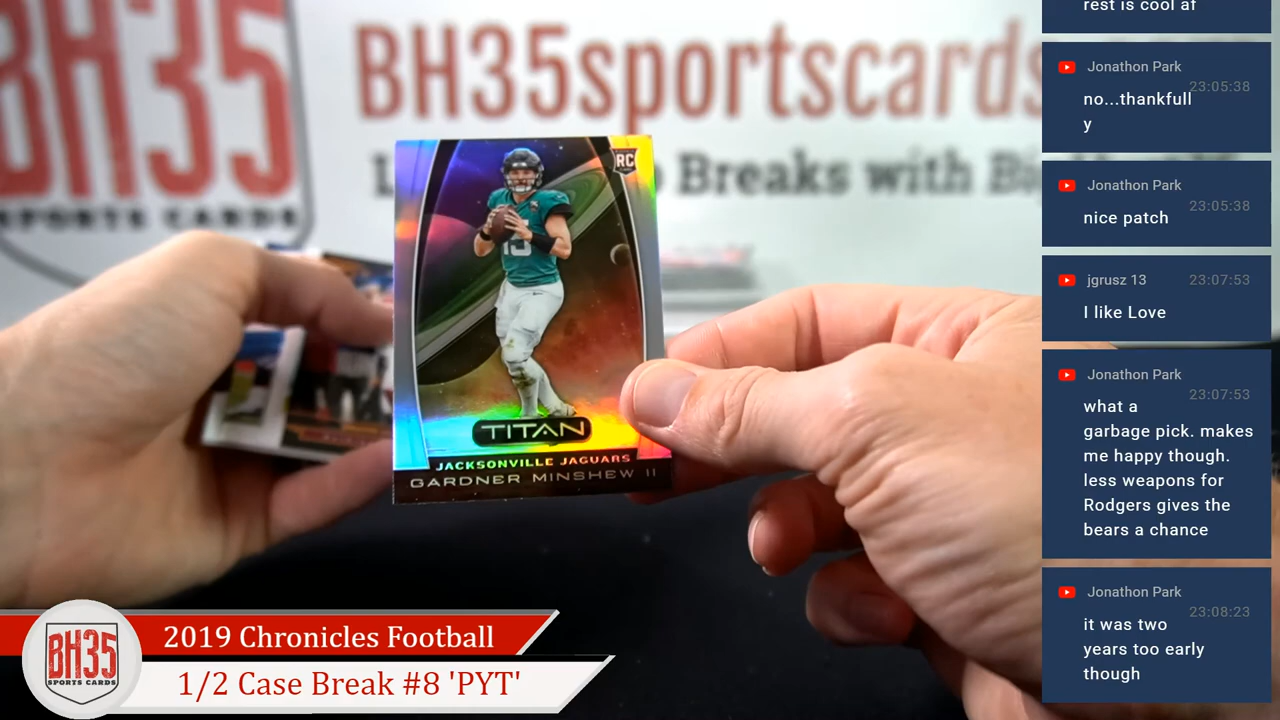 BH35
SPORTS CARDS
BH35sportscards
Breaks with
RC
15
TITAN
JACKSONVILLE JAGUARS
GARDNER MINSHEW II
BH35
SPORTS CARDS
2019 Chronicles Football
1/2 Case Break #8 'PYT'
rest is cool af
Jonathon Park
23:05:38
no...thankfull
y
Jonathon Park
23:05:38
nice patch
jgrusz 13
23:07:53
I like Love
Jonathon Park
23:07:53
what a
garbage pick. makes
me happy though.
less weapons for
Rodgers gives the
bears a chance
Jonathon Park
23:08:23
it was two
years too early
though